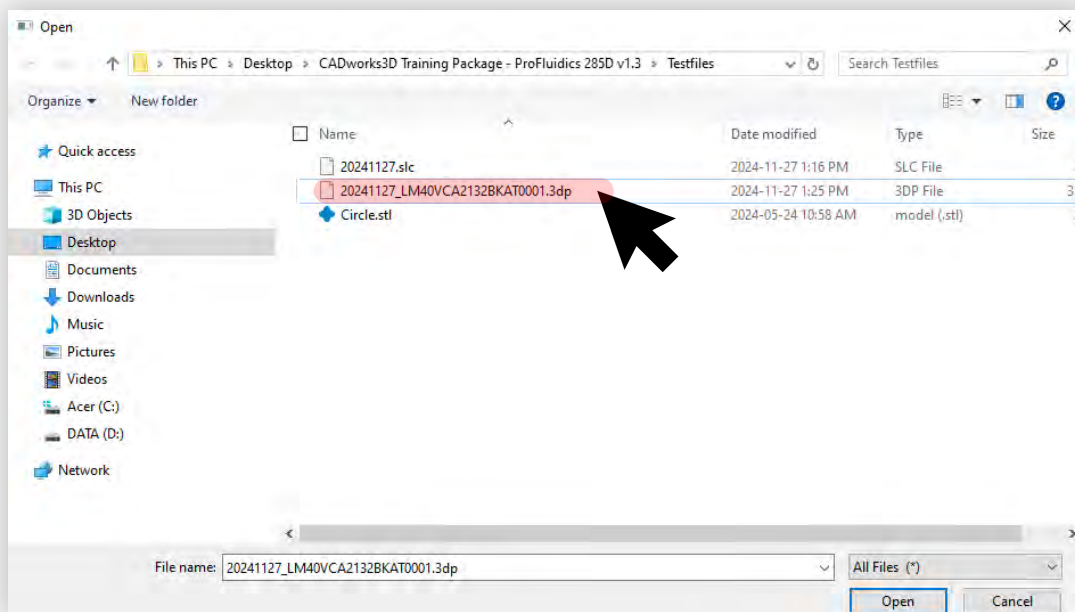 Open
This PC > Desktop > CADworks3D Training Package - ProFluidics 285D v1.3 > Testfiles
Search Testfiles
Organize
New folder
Name
Date modified
Type
Size
20241127.slc
2024-11-27 1:16 PM
SLC File
20241127_LM40VCA2132BKAT0001.3dp
2024-11-27 1:25 PM
3DP File
3
Circle.stl
2024-05-24 10:58 AM
model (.stl)
Quick access
This PC
3D Objects
Desktop
Documents
Downloads
Music
Pictures
Videos
Acer (C:)
DATA (D:)
Network
File name:
20241127_LM40VCA2132BKAT0001.3dp
All Files (*)
Open
Cancel